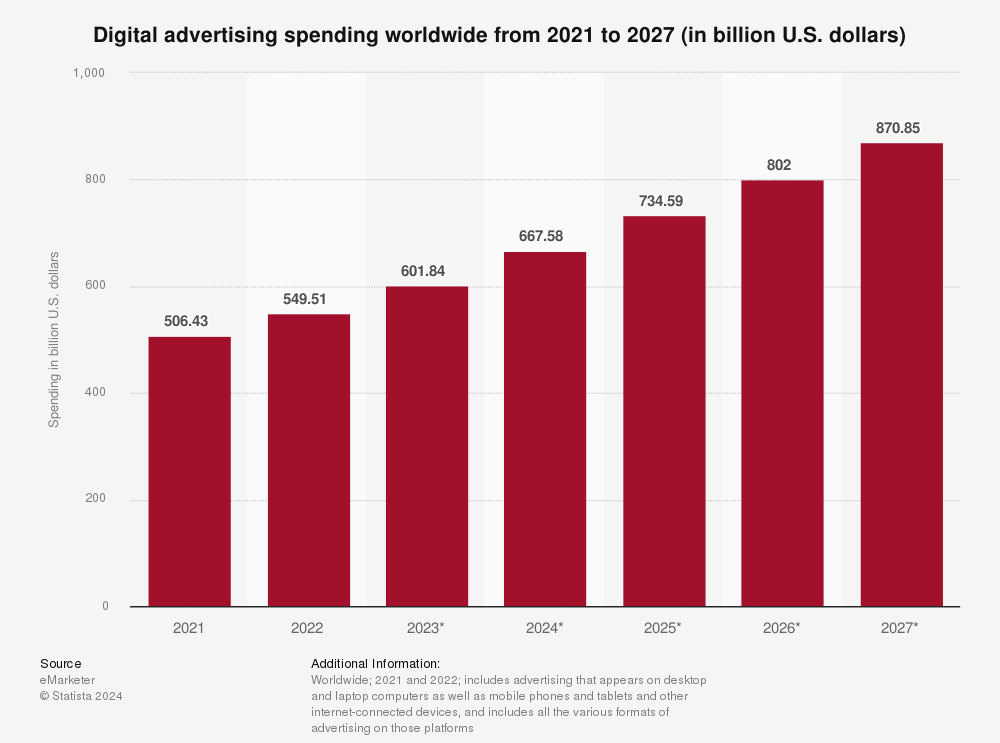 Digital advertising spending worldwide from 2021 to 2027 (in billion U.S. dollars)
1,000
800
600
400
200
0
Spending in billion U.S. dollars
506.43
549.51
601.84
667.58
734.59
802
870.85
2021
2022
2023*
2024*
2025*
2026*
2027*
Source
eMarketer
© Statista 2024
Additional Information:
Worldwide; 2021 and 2022; includes advertising that appears on desktop
and laptop computers as well as mobile phones and tablets and other
internet-connected devices, and includes all the various formats of
advertising on those platforms